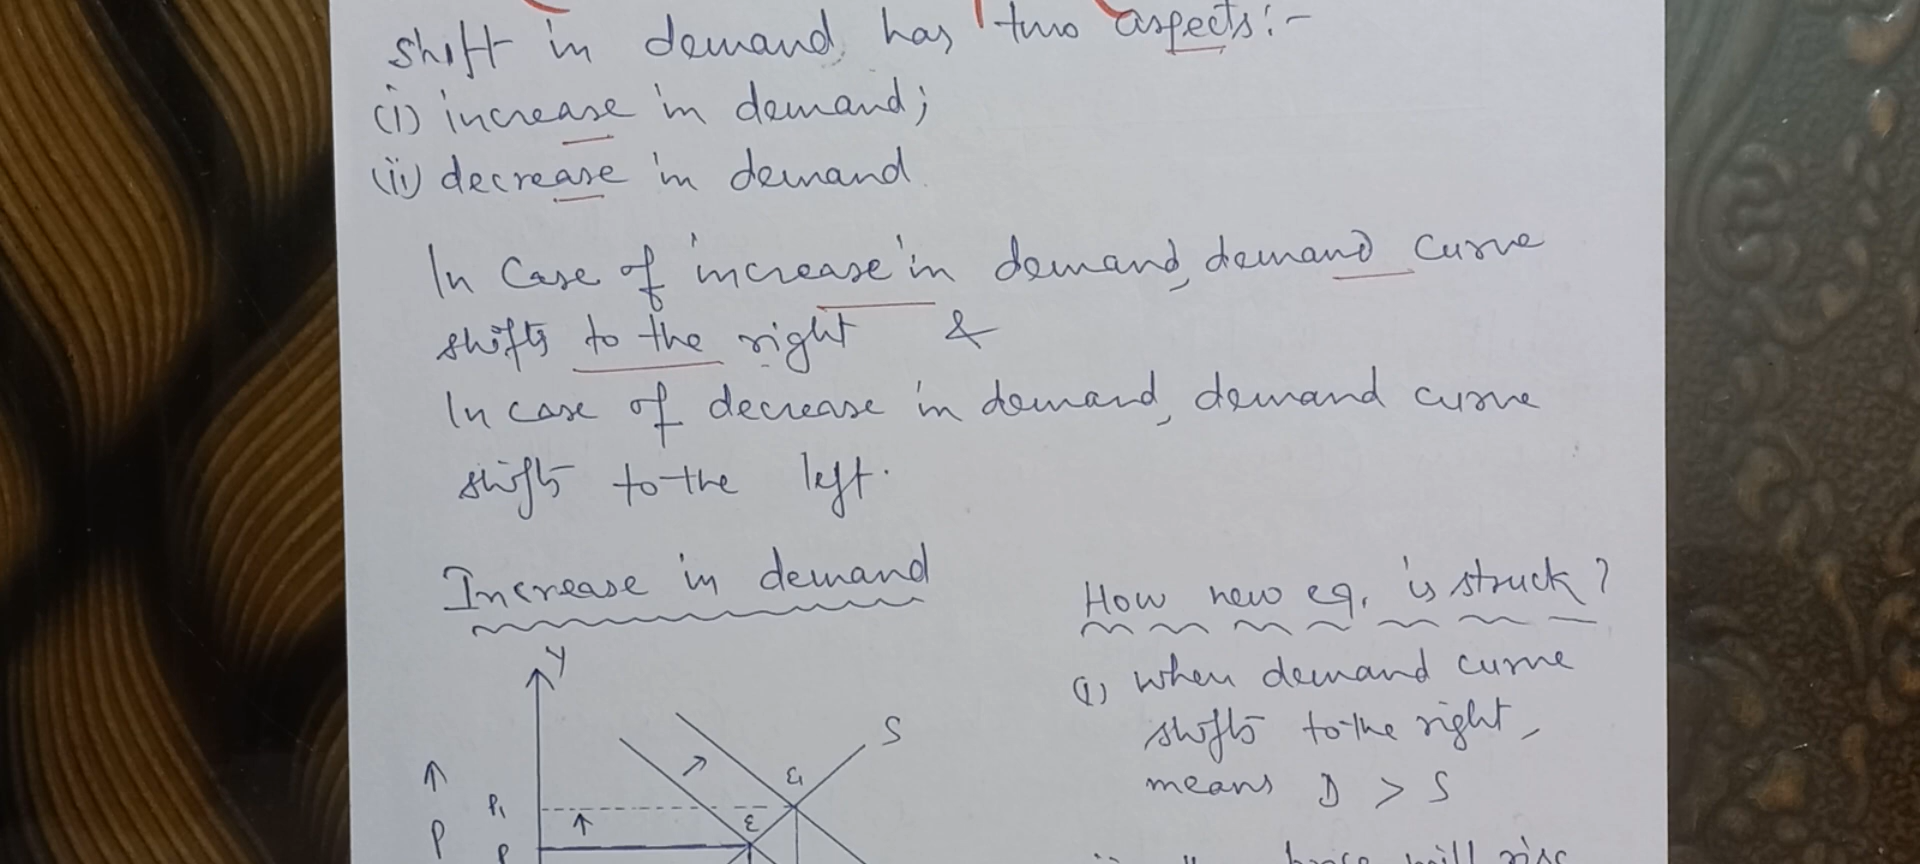 shift in demand has two aspects:-
(i) increase in demand;
(ii) decrease in demand
In Case of increase in demand, demand curve
shifts to the right &
In case of decrease in demand, demand curve
shifts to the left.
Increase in demand
How new eq. is struck?
(i) when demand curve
shifts to the right,
means D > S
Y
S
E1
P1
E
P
P
will rise